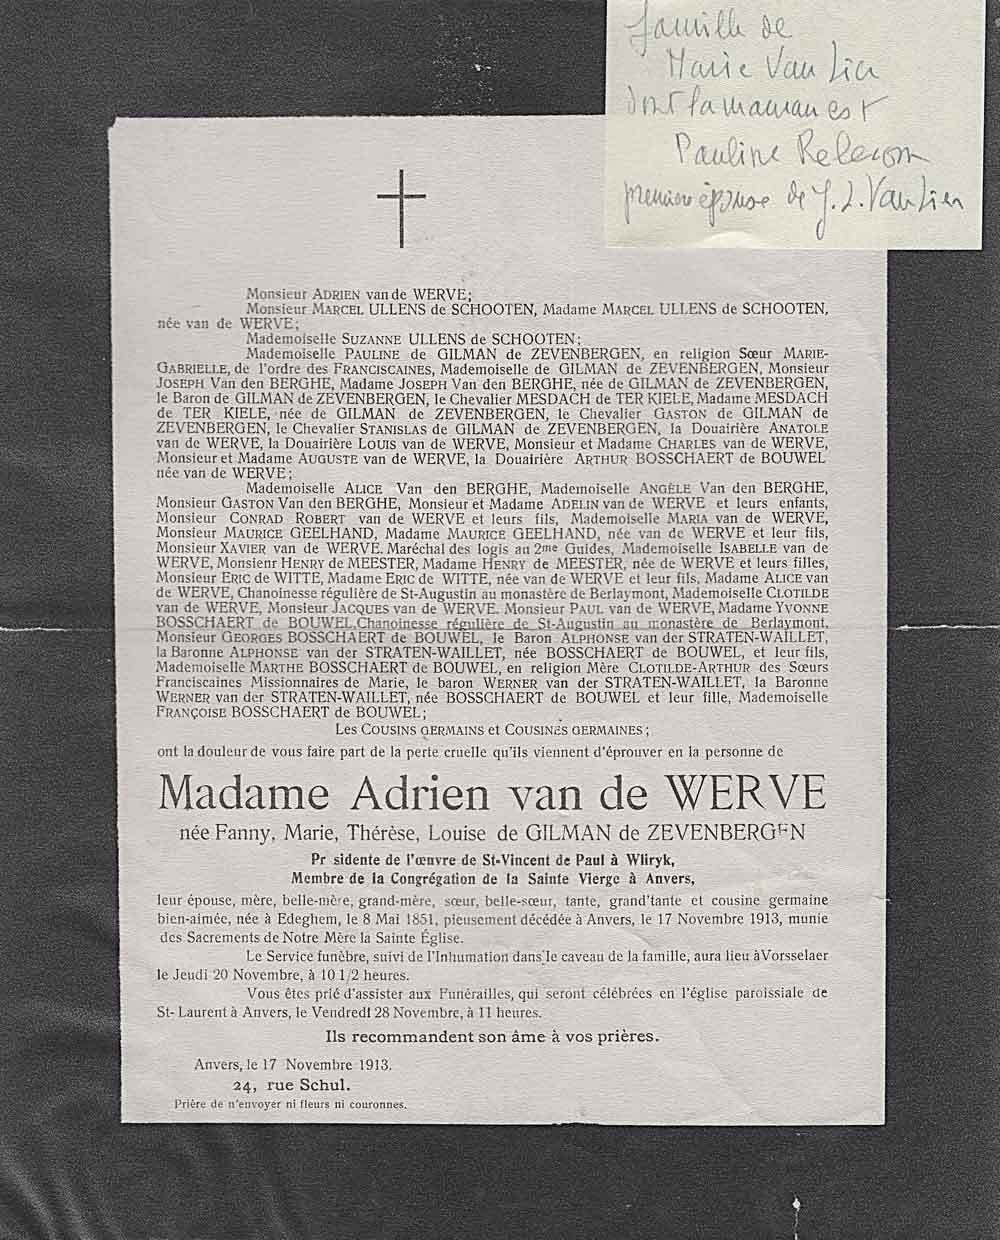 famille de
Marie Van Lier
dont la maman est
Pauline Relecom
première épouse de J. L. Van Lier
Monsieur ADRIEN van de WERVE;
Monsieur MARCEL ULLENS de SCHOOTEN, Madame MARCEL ULLENS de SCHOOTEN,
née van de WERVE;
Mademoiselle SUZANNE ULLENS de SCHOOTEN;
Mademoiselle PAULINE de GILMAN de ZEVENBERGEN, en religion Sœur MARIE-
GABRIELLE, de l'ordre des FRANCISCAINES, Mademoiselle de GILMAN de ZEVENBERGEN, Monsieur
JOSEPH Van den BERGHE, Madame JOSEPH Van den BERGHE, née de GILMAN de ZEVENBERGEN,
le Baron de GILMAN de ZEVENBERGEN, le Chevalier MESDACH de TER KIELE, Madame MESDACH
de TER KIELE, née de GILMAN de ZEVENBERGEN, le Chevalier GASTON de GILMAN de
ZEVENBERGEN, le Chevalier STANISLAS de GILMAN de ZEVENBERGEN, la Douairière ANATOLE
van de WERVE, la Douairière LOUIS van de WERVE, Monsieur et Madame CHARLES van de WERVE,
Monsieur et Madame AUGUSTE van de WERVE, la Douairière ARTHUR BOSSCHAERT de BOUWEL
née van de WERVE;
Mademoiselle ALICE Van den BERGHE, Mademoiselle ANGÈLE Van den BERGHE,
Monsieur GASTON Van den BERGHE, Monsieur et Madame ADELIN van de WERVE et leurs enfants,
Monsieur CONRAD ROBERT van de WERVE et leurs fils, Mademoiselle MARIA van de WERVE,
Monsieur MAURICE GEELHAND, Madame MAURICE GEELHAND, née van de WERVE et leur fils,
Monsieur XAVIER van de WERVE. Maréchal des logis au 2me Guides, Mademoiselle ISABELLE van de
WERVE, Monsienr HENRY de MEESTER, Madame HENRY de MEESTER, née de WERVE et leurs filles,
Monsieur ERIC de WITTE, Madame ERIC de WITTE, née van de WERVE et leur fils, Madame ALICE van
de WERVE, Chanoinesse régulière de St-Augustin au monastère de Berlaymont, Mademoiselle CLOTILDE
van de WERVE, Monsieur JACQUES van de WERVE. Monsieur PAUL van de WERVE, Madame YVONNE
BOSSCHAERT de BOUWEL, Chanoinesse régulière de St-Augustin au monastère de Berlaymont,
Monsieur GEORGES BOSSCHAERT de BOUWEL, le Baron ALPHONSE van der STRATEN-WAILLET,
la Baronne ALPHONSE van der STRATEN-WAILLET, née BOSSCHAERT de BOUWEL, et leur fils,
Mademoiselle MARTHE BOSSCHAERT de BOUWEL, en religion Mère CLOTILDE-ARTHUR des Sœurs
Franciscaines Missionnaires de Marie, le baron WERNER van der STRATEN-WAILLET, la Baronne
WERNER van der STRATEN-WAILLET, née BOSSCHAERT de BOUWEL et leur fille, Mademoiselle
FRANÇOISE BOSSCHAERT de BOUWEL;
Les COUSINS GERMAINS et COUSINES GERMAINES;
ont la douleur de vous faire part de la perte cruelle qu'ils viennent d'éprouver en la personne de
Madame Adrien van de WERVE
née Fanny, Marie, Thérèse, Louise de GILMAN de ZEVENBERGEN
Pr sidente de l'œuvre de St-Vincent de Paul à Wliryk,
Membre de la Congrégation de la Sainte Vierge à Anvers,
leur épouse, mère, belle-mère, grand-mère, sœur, belle-sœur, tante, grand'tante et cousine germaine
bien-aimée, née à Edeghem, le 8 Mai 1851, pieusement décédée à Anvers, le 17 Novembre 1913, munie
des Sacrements de Notre Mère la Sainte Église.
Le Service funèbre, suivi de l'Inhumation dans le caveau de la famille, aura lieu àVorsselaer
le Jeudi 20 Novembre, à 10 1/2 heures.
Vous êtes prié d'assister aux Funérailles, qui seront célébrées en l'église paroissiale de
St-Laurent à Anvers, le Vendredi 28 Novembre, à 11 heures.
Ils recommandent son âme à vos prières.
Anvers, le 17 Novembre 1913.
24, rue Schul.
Prière de n'envoyer ni fleurs ni couronnes.